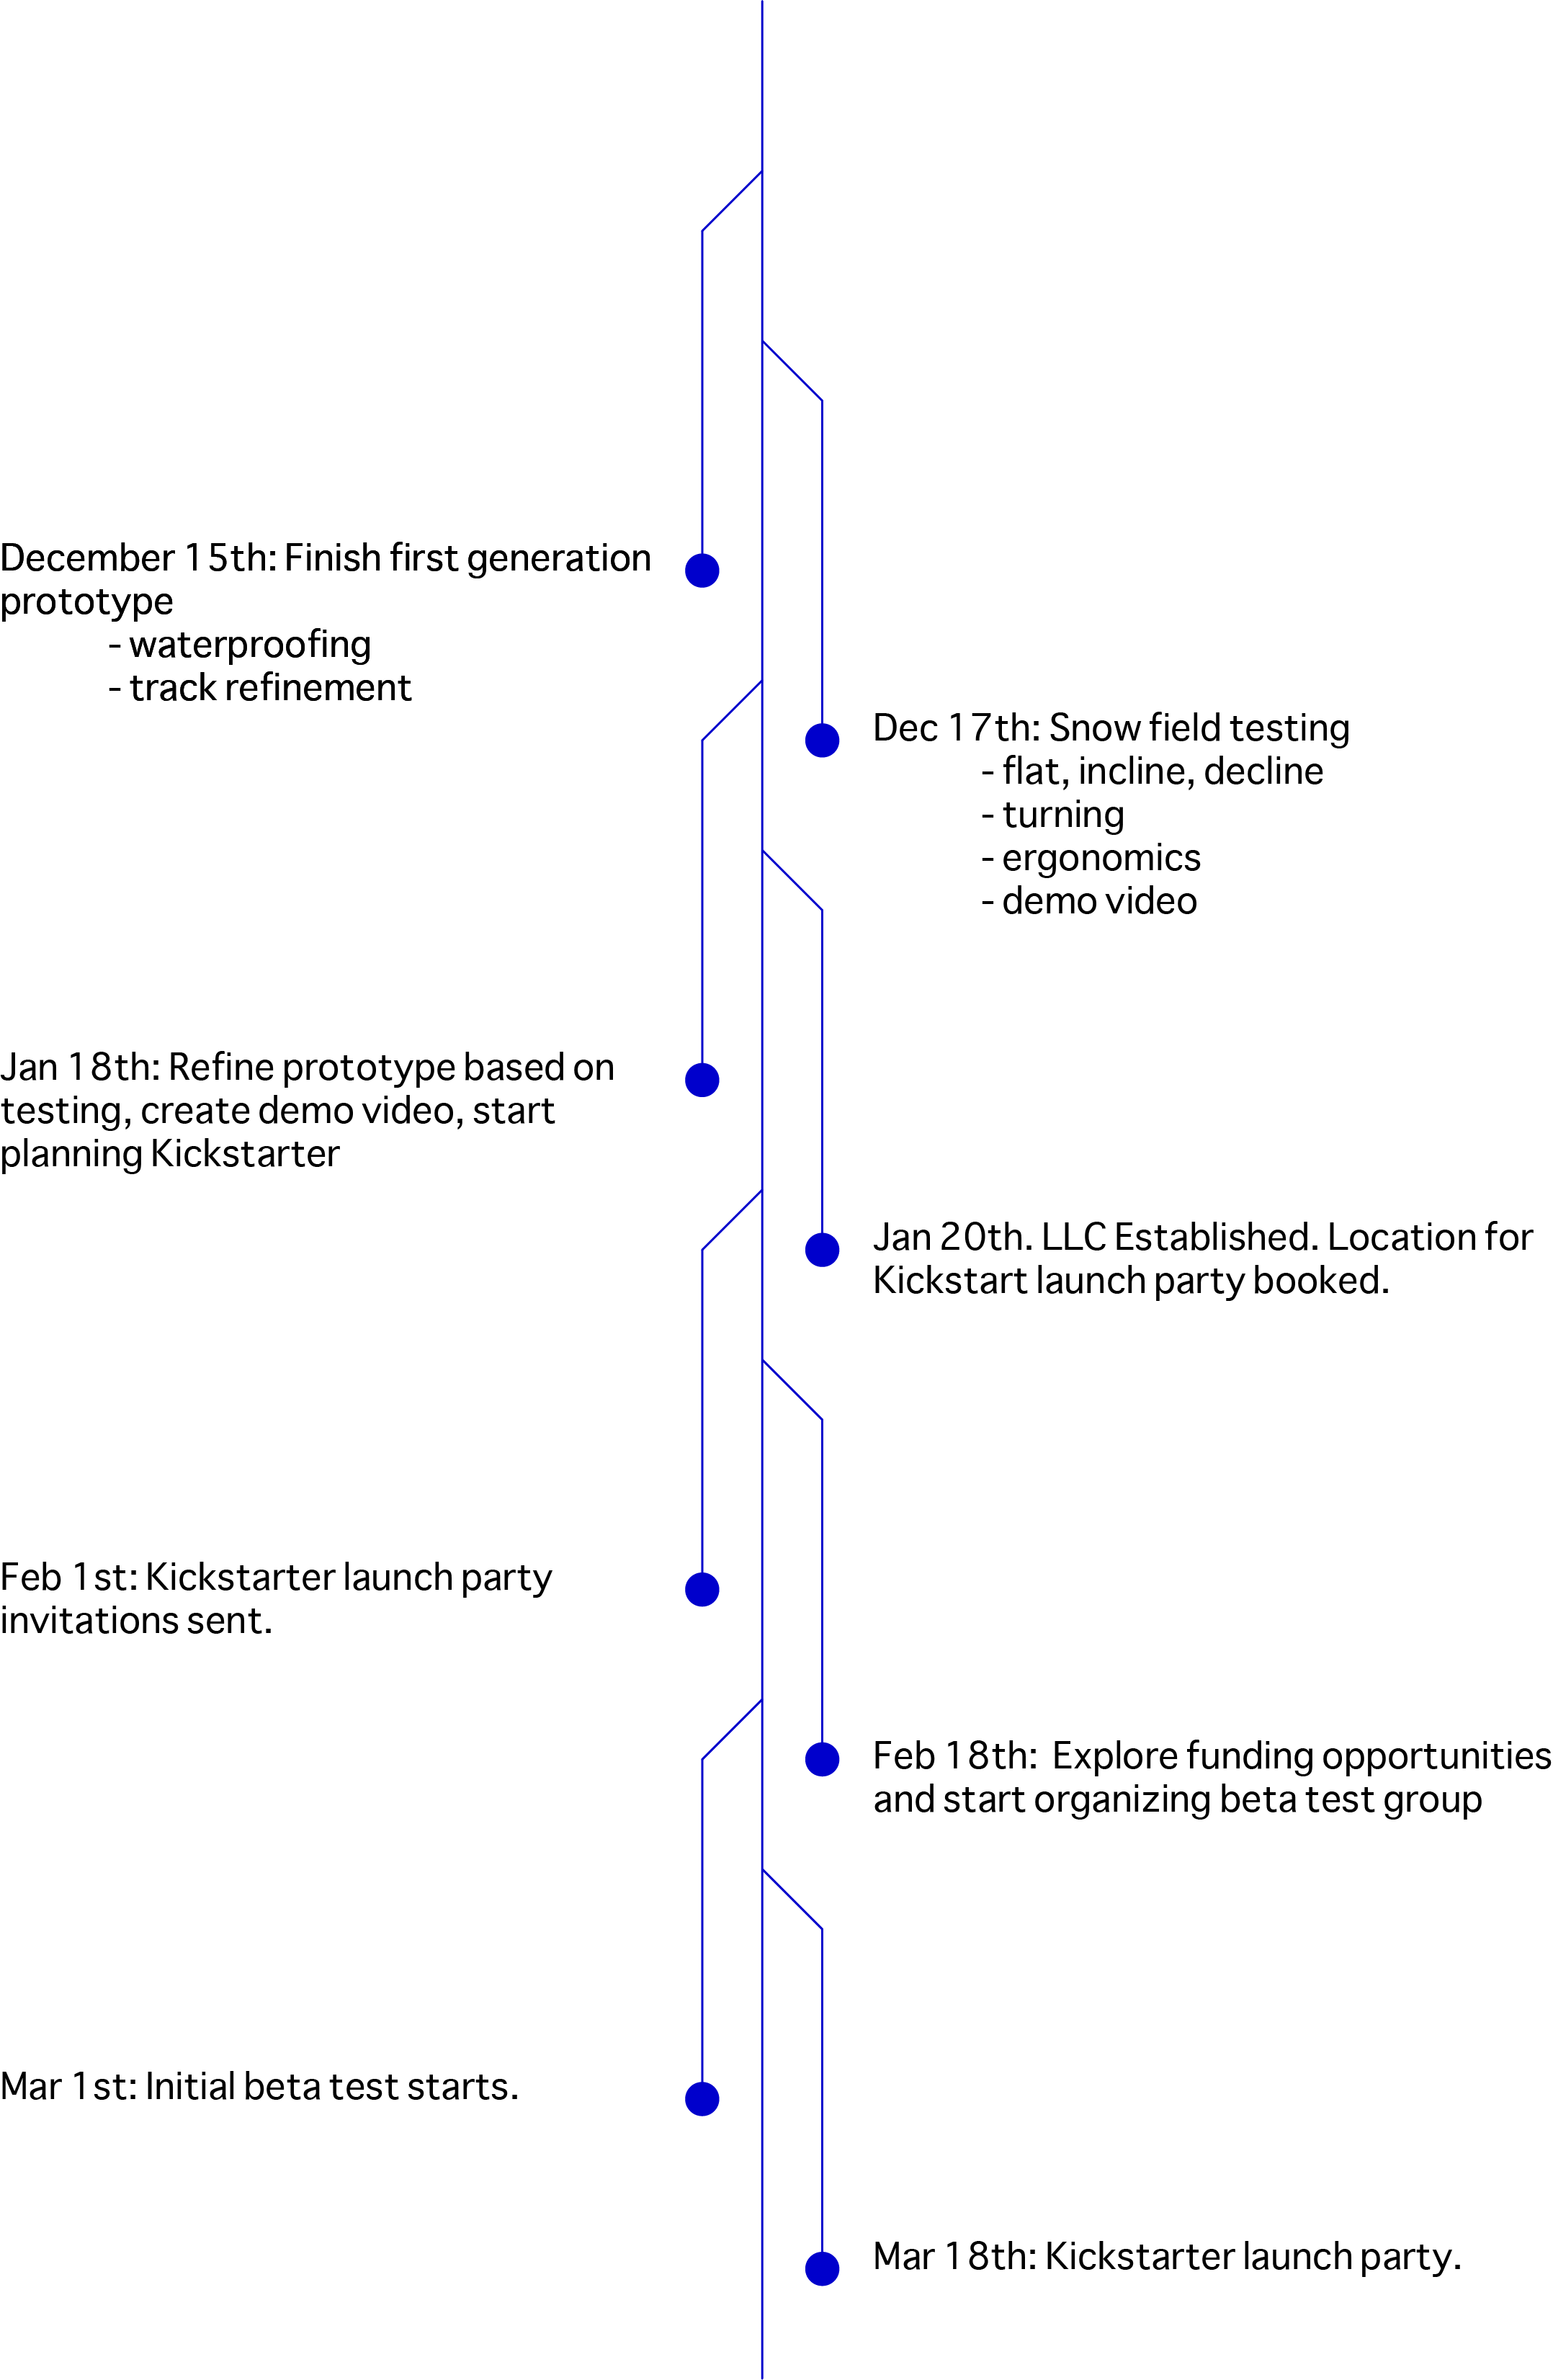 December 15th: Finish first generation
prototype
- waterproofing
- track refinement
Dec 17th: Snow field testing
- flat, incline, decline
- turning
- ergonomics
- demo video
Jan 18th: Refine prototype based on
testing, create demo video, start
planning Kickstarter
Jan 20th. LLC Established. Location for
Kickstart launch party booked.
Feb 1st: Kickstarter launch party
invitations sent.
Feb 18th:  Explore funding opportunities
and start organizing beta test group
Mar 1st: Initial beta test starts.
Mar 18th: Kickstarter launch party.